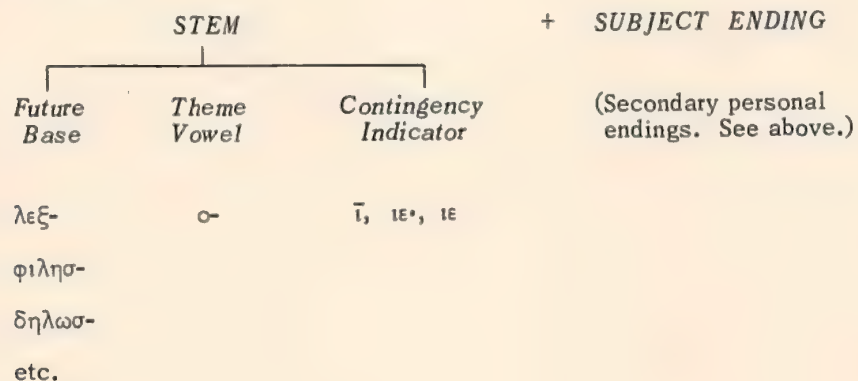 STEM + SUBJECT ENDING
Future Theme Contingency (Secondary personal
Base Vowel Indicator endings. See above.)
λεξ- ο- ῑ, ιε•, ιε
φιλησ-
δηλωσ-
etc.